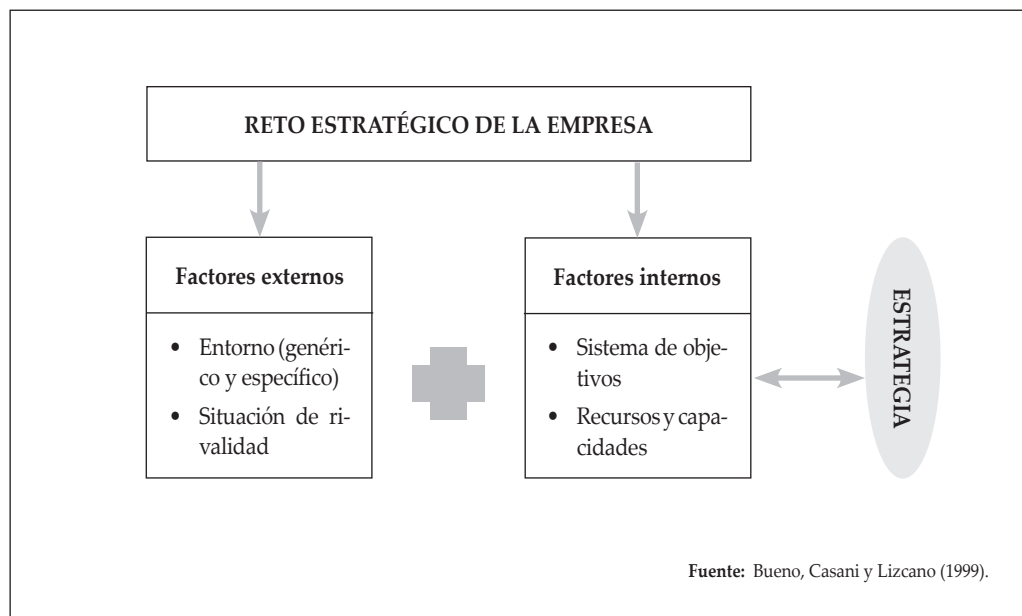 RETO ESTRATÉGICO DE LA EMPRESA
Factores externos
• Entorno (genéri-
co y específico)
• Situación de ri-
validad
Factores internos
• Sistema de obje-
tivos
• Recursos y capa-
cidades
ESTRATEGIA
Fuente: Bueno, Casani y Lizcano (1999).